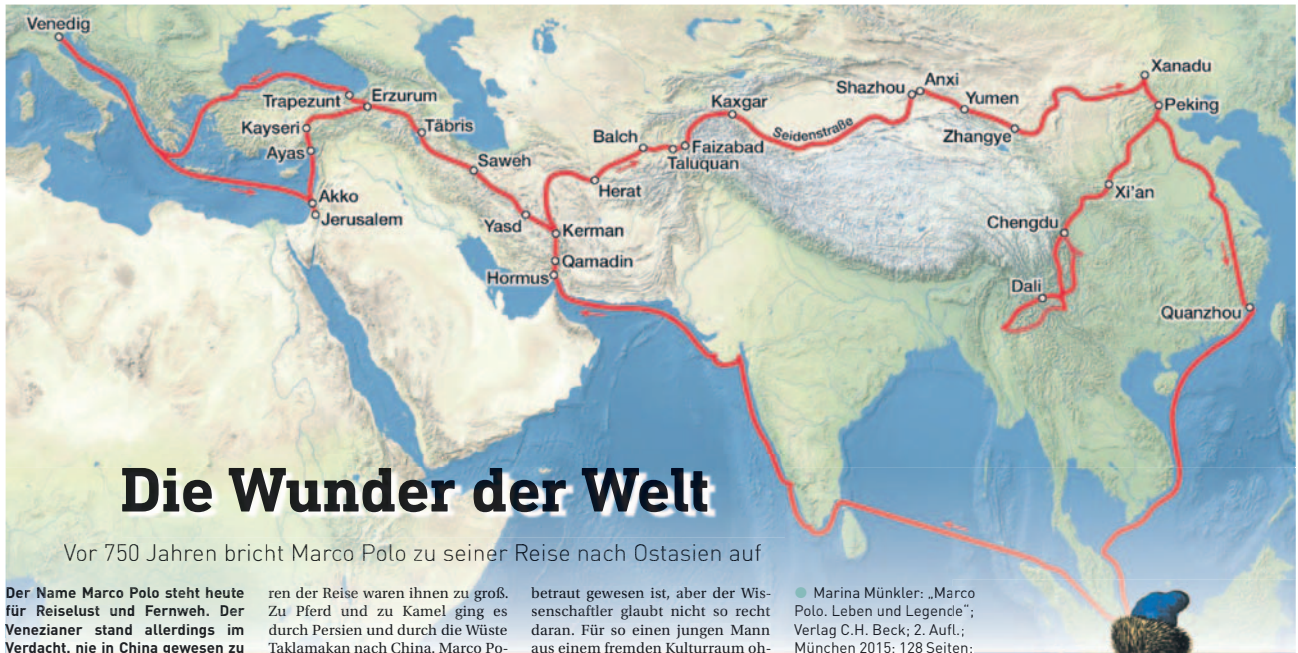 Venedig
Trapezunt
Erzurum
Kayseri
Täbris
Ayas
Saweh
Akko
Jerusalem
Yasd
Kerman
Qamadin
Hormus
Herat
Balch
Faizabad
Taluquan
Kaxgar
Seidenstraße
Shazhou
Anxi
Yumen
Zhangye
Xanadu
Peking
Xi'an
Chengdu
Dali
Quanzhou
Die Wunder der Welt
Vor 750 Jahren bricht Marco Polo zu seiner Reise nach Ostasien auf
Der Name Marco Polo steht heute
für Reiselust und Fernweh. Der
Venezianer stand allerdings im
Verdacht, nie in China gewesen zu
ren der Reise waren ihnen zu groß.
Zu Pferd und zu Kamel ging es
durch Persien und durch die Wüste
Taklamakan nach China. Marco Po-
betraut gewesen ist, aber der Wis-
senschaftler glaubt nicht so recht
daran. Für so einen jungen Mann
aus einem fremden Kulturraum oh-
Marina Münkler: „Marco
Polo. Leben und Legende“;
Verlag C.H. Beck; 2. Aufl.;
München 2015; 128 Seiten;